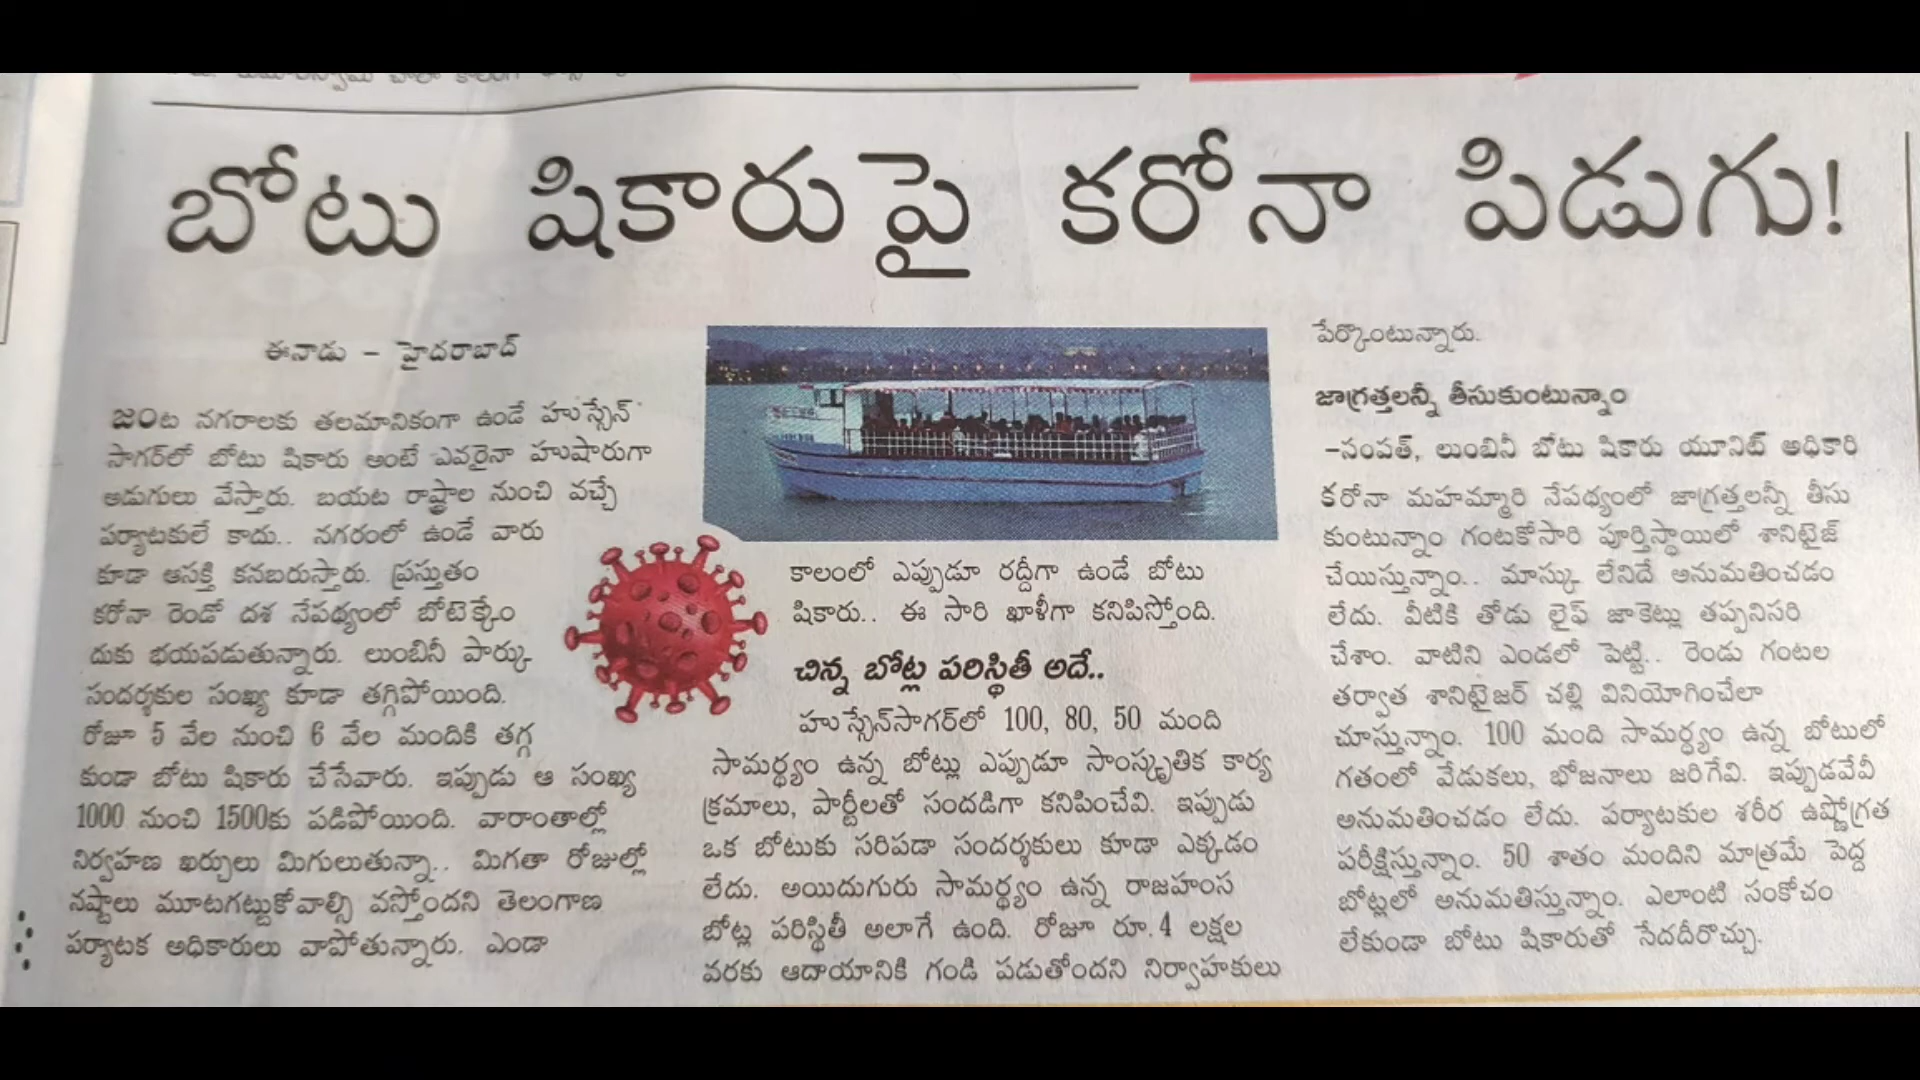 బోటు షికారుపై కరోనా పిడుగు!
ఈనాడు - హైదరాబాద్
జంట నగరాలకు తలమానికంగా ఉండే హుస్సేన్
సాగర్‌లో బోటు షికారు అంటే ఎవరైనా హుషారుగా
అడుగులు వేస్తారు. బయట రాష్ట్రాల నుంచి వచ్చే
పర్యాటకులే కాదు.. నగరంలో ఉండే వారు
కూడా ఆసక్తి కనబరుస్తారు. ప్రస్తుతం
కరోనా రెండో దశ నేపథ్యంలో బోటెక్కేం
దుకు భయపడుతున్నారు. లుంబినీ పార్కు
సందర్శకుల సంఖ్య కూడా తగ్గిపోయింది.
రోజూ 5 వేల నుంచి 6 వేల మందికి తగ్గ
కుండా బోటు షికారు చేసేవారు. ఇప్పుడు ఆ సంఖ్య
1000 నుంచి 1500కు పడిపోయింది. వారాంతాల్లో
నిర్వహణ ఖర్చులు మిగులుతున్నా.. మిగతా రోజుల్లో
నష్టాలు మూటగట్టుకోవాల్సి వస్తోందని తెలంగాణ
పర్యాటక అధికారులు వాపోతున్నారు. ఎండా
కాలంలో ఎప్పుడూ రద్దీగా ఉండే బోటు
షికారు.. ఈ సారి ఖాళీగా కనిపిస్తోంది.
చిన్న బోట్ల పరిస్థితీ అదే..
హుస్సేన్‌సాగర్‌లో 100, 80, 50 మంది
సామర్థ్యం ఉన్న బోట్లు ఎప్పుడూ సాంస్కృతిక కార్య
క్రమాలు, పార్టీలతో సందడిగా కనిపించేవి. ఇప్పుడు
ఒక బోటుకు సరిపడా సందర్శకులు కూడా ఎక్కడం
లేదు. అయిదుగురు సామర్థ్యం ఉన్న రాజహంస
బోట్ల పరిస్థితీ అలాగే ఉంది. రోజూ రూ.4 లక్షల
వరకు ఆదాయానికి గండి పడుతోందని నిర్వాహకులు
పేర్కొంటున్నారు.
జాగ్రత్తలన్నీ తీసుకుంటున్నాం
-సంపత్, లుంబినీ బోటు షికారు యూనిట్ అధికారి
కరోనా మహమ్మారి నేపథ్యంలో జాగ్రత్తలన్నీ తీసు
కుంటున్నాం గంటకోసారి పూర్తిస్థాయిలో శానిటైజ్
చేయిస్తున్నాం.. మాస్కు లేనిదే అనుమతించడం
లేదు. వీటికి తోడు లైఫ్ జాకెట్లు తప్పనిసరి
చేశాం. వాటిని ఎండలో పెట్టి.. రెండు గంటల
తర్వాత శానిటైజర్ చల్లి వినియోగించేలా
చూస్తున్నాం. 100 మంది సామర్థ్యం ఉన్న బోటులో
గతంలో వేడుకలు, భోజనాలు జరిగేవి. ఇప్పుడవేవీ
అనుమతించడం లేదు. పర్యాటకుల శరీర ఉష్ణోగ్రత
పరీక్షిస్తున్నాం. 50 శాతం మందిని మాత్రమే పెద్ద
బోట్లలో అనుమతిస్తున్నాం. ఎలాంటి సంకోచం
లేకుండా బోటు షికారుతో సేదదీరొచ్చు.